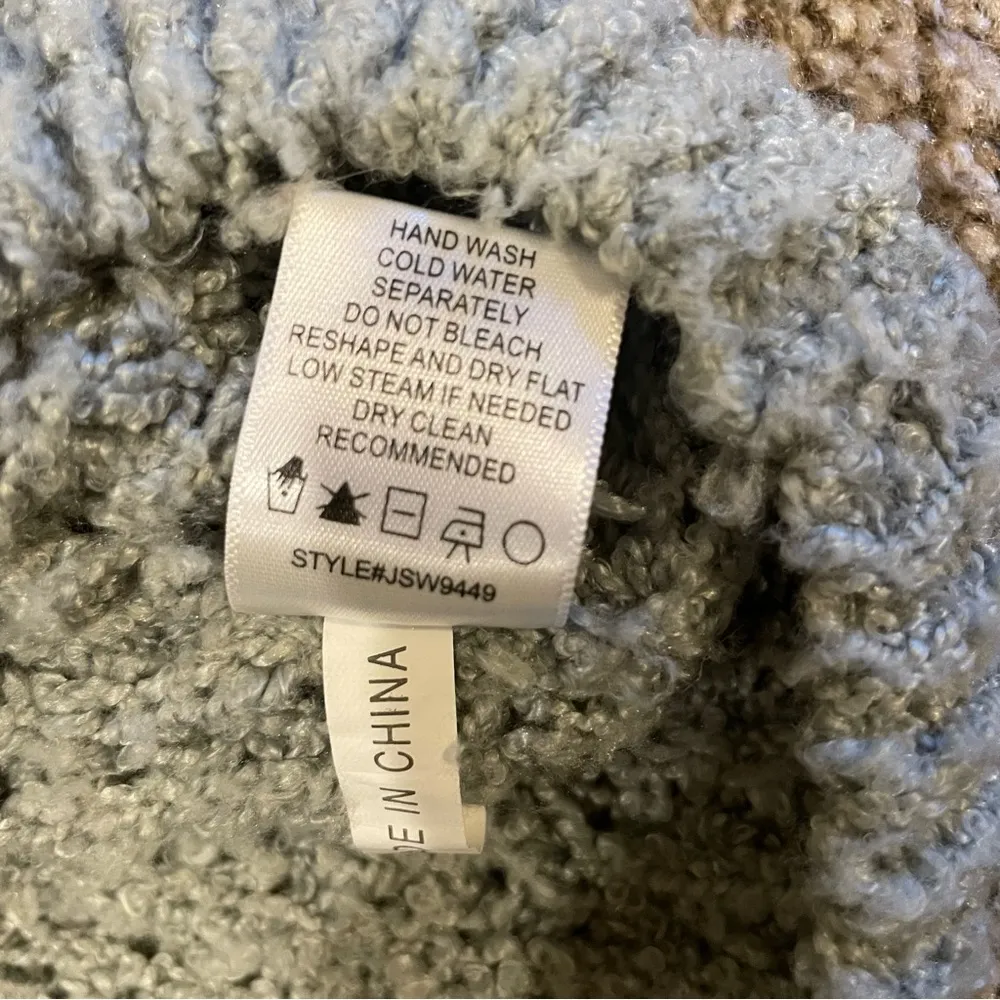 HAND WASH
COLD WATER
SEPARATELY
DO NOT BLEACH
RESHAPE AND DRY FLAT
LOW STEAM IF NEEDED
DRY CLEAN
RECOMMENDED
STYLE#JSW9449
DE IN CHINA